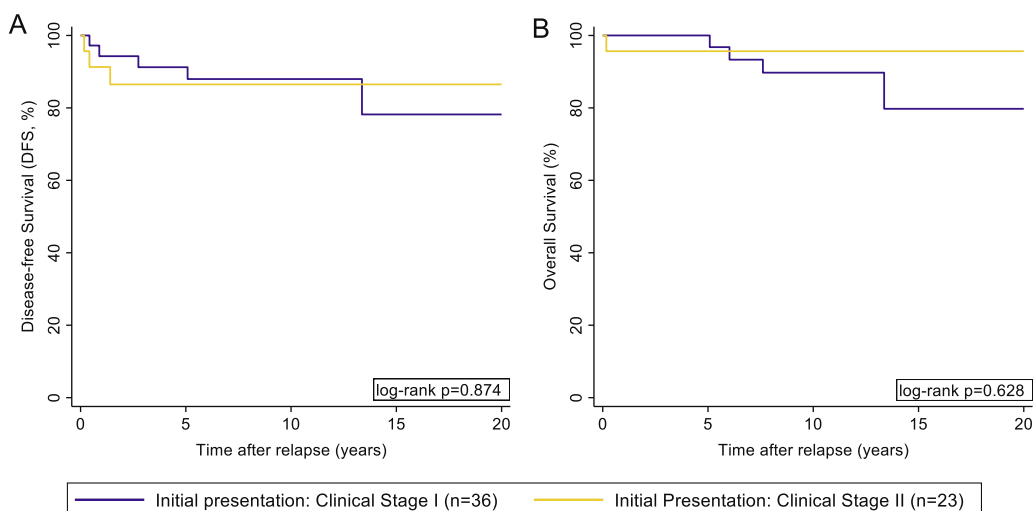 A
Disease-free Survival (DFS, %)
100
80
60
40
20
0
log-rank p=0.874
0 5 10 15 20
Time after relapse (years)
B
Overall Survival (%)
100
80
60
40
20
0
log-rank p=0.628
0 5 10 15 20
Time after relapse (years)
Initial presentation: Clinical Stage I (n=36) Initial Presentation: Clinical Stage II (n=23)